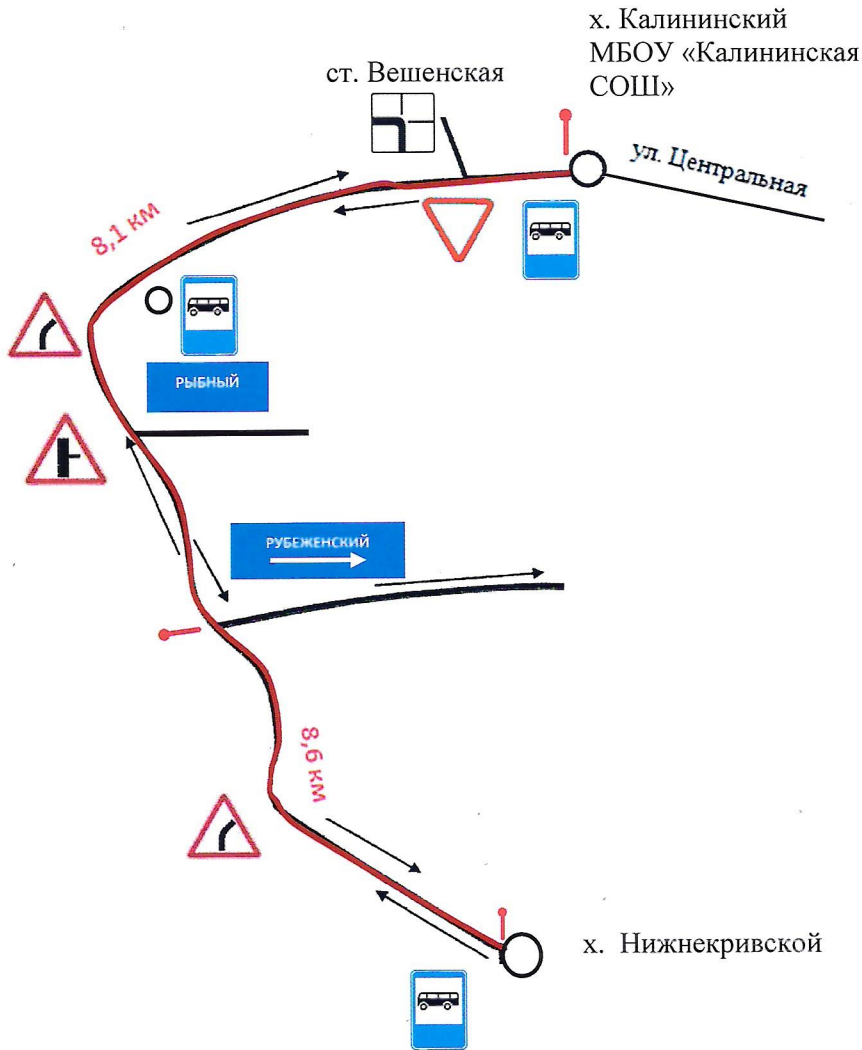 х. Калининский
МБОУ «Калининская
СОШ»
ст. Вешенская
ул. Центральная
8,1 км
РЫБНЫЙ
РУБЕЖЕНСКИЙ
8,6 км
х. Нижнекривской